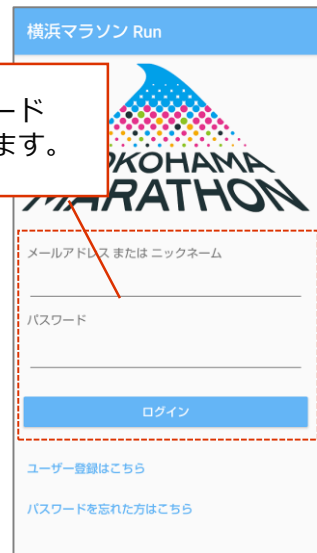 横浜マラソン Run
ード
ます。
OKOHAMA
MARATHON
メールアドレス または ニックネーム
パスワード
ログイン
ユーザー登録はこちら
パスワードを忘れた方はこちら